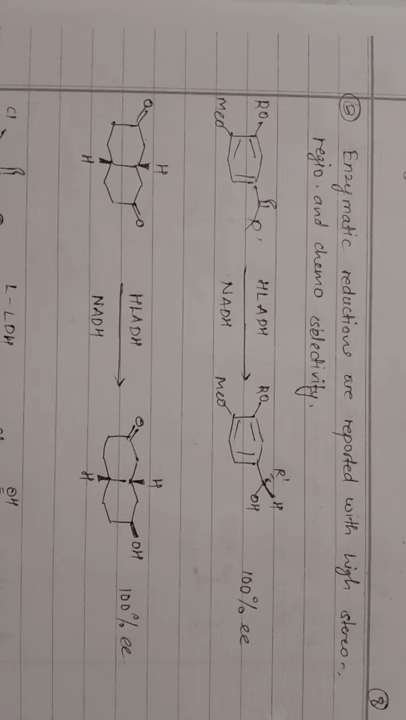 8
(B) Enzymatic reductions are reported with high stereo-,
regio- and chemo selectivity.
RO
MeO
O
R'
HLADH
NADH
RO
MeO
R'
H
OH
100% ee
O
H
H
O
HLADH
NADH
O
H
H
OH
100% ee
Cl
L-LDH
OH